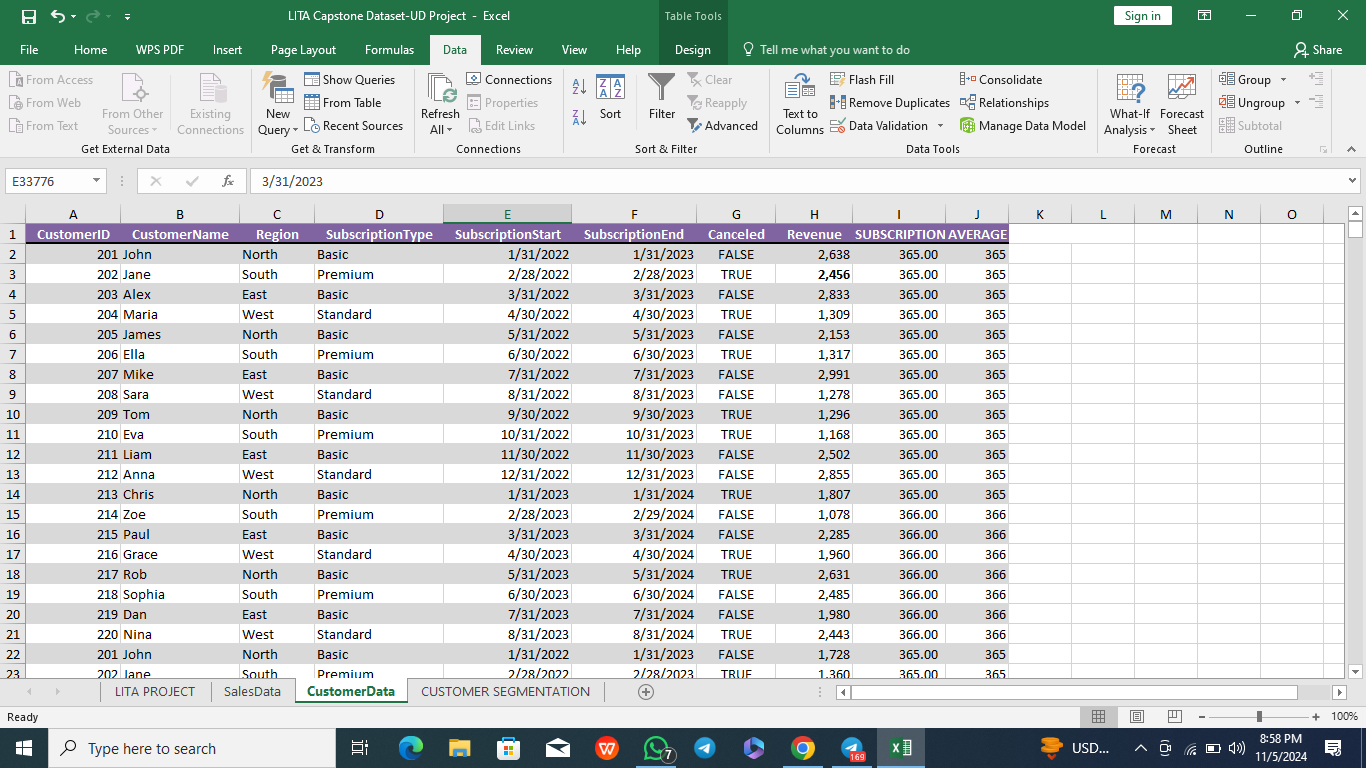 LITA Capstone Dataset-UD Project - Excel
Table Tools
Sign in
File Home WPS PDF Insert Page Layout Formulas Data Review View Help Design Tell me what you want to do Share
From Access
From Web
From Text
From Other Sources
Existing Connections
Get External Data
New Query
Show Queries
From Table
Recent Sources
Get & Transform
Refresh All
Connections
Properties
Edit Links
Connections
Sort
Filter
Clear
Reapply
Advanced
Sort & Filter
Text to Columns
Flash Fill
Remove Duplicates
Data Validation
Consolidate
Relationships
Manage Data Model
Data Tools
What-If Analysis
Forecast Sheet
Forecast
Group
Ungroup
Subtotal
Outline
E33776 fx 3/31/2023
A B C D E F G H I J K L M N O
1 CustomerID CustomerName Region SubscriptionType SubscriptionStart SubscriptionEnd Canceled Revenue SUBSCRIPTION AVERAGE
2 201 John North Basic 1/31/2022 1/31/2023 FALSE 2,638 365.00 365
3 202 Jane South Premium 2/28/2022 2/28/2023 TRUE 2,456 365.00 365
4 203 Alex East Basic 3/31/2022 3/31/2023 FALSE 2,833 365.00 365
5 204 Maria West Standard 4/30/2022 4/30/2023 TRUE 1,309 365.00 365
6 205 James North Basic 5/31/2022 5/31/2023 FALSE 2,153 365.00 365
7 206 Ella South Premium 6/30/2022 6/30/2023 TRUE 1,317 365.00 365
8 207 Mike East Basic 7/31/2022 7/31/2023 FALSE 2,991 365.00 365
9 208 Sara West Standard 8/31/2022 8/31/2023 FALSE 1,278 365.00 365
10 209 Tom North Basic 9/30/2022 9/30/2023 TRUE 1,296 365.00 365
11 210 Eva South Premium 10/31/2022 10/31/2023 TRUE 1,168 365.00 365
12 211 Liam East Basic 11/30/2022 11/30/2023 FALSE 2,502 365.00 365
13 212 Anna West Standard 12/31/2022 12/31/2023 FALSE 2,855 365.00 365
14 213 Chris North Basic 1/31/2023 1/31/2024 TRUE 1,807 365.00 365
15 214 Zoe South Premium 2/28/2023 2/29/2024 FALSE 1,078 366.00 366
16 215 Paul East Basic 3/31/2023 3/31/2024 FALSE 2,285 366.00 366
17 216 Grace West Standard 4/30/2023 4/30/2024 TRUE 1,960 366.00 366
18 217 Rob North Basic 5/31/2023 5/31/2024 TRUE 2,631 366.00 366
19 218 Sophia South Premium 6/30/2023 6/30/2024 FALSE 2,485 366.00 366
20 219 Dan East Basic 7/31/2023 7/31/2024 FALSE 1,980 366.00 366
21 220 Nina West Standard 8/31/2023 8/31/2024 TRUE 2,443 366.00 366
22 201 John North Basic 1/31/2022 1/31/2023 FALSE 1,728 365.00 365
23 202 Jane South Premium 2/28/2022 2/28/2023 TRUE 1,360 365.00 365
LITA PROJECT SalesData CustomerData CUSTOMER SEGMENTATION
Ready 100%
Type here to search
7
169
USD...
8:58 PM
11/5/2024